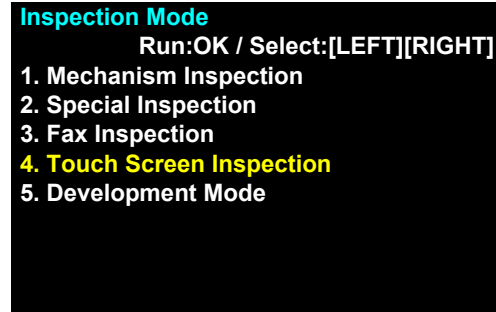 Inspection Mode
Run:OK / Select:[LEFT][RIGHT]
1. Mechanism Inspection
2. Special Inspection
3. Fax Inspection
4. Touch Screen Inspection
5. Development Mode